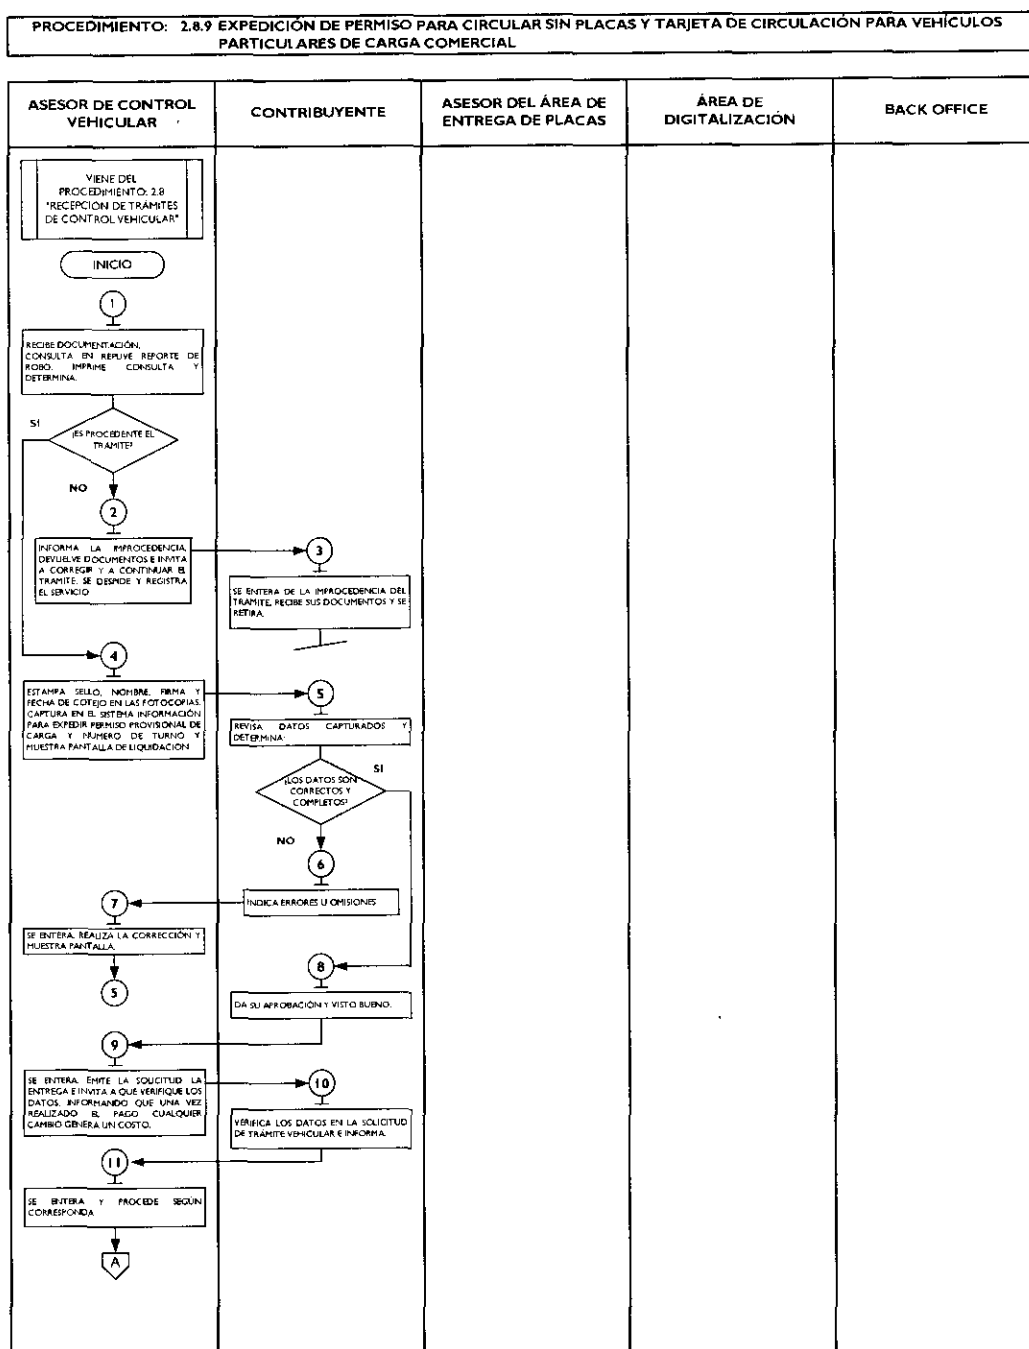 PROCEDIMIENTO: 2.8.9 EXPEDICIÓN DE PERMISO PARA CIRCULAR SIN PLACAS Y TARJETA DE CIRCULACIÓN PARA VEHÍCULOS
PARTICULARES DE CARGA COMERCIAL
ASESOR DE CONTROL
VEHICULAR
CONTRIBUYENTE
ASESOR DEL ÁREA DE
ENTREGA DE PLACAS
ÁREA DE
DIGITALIZACIÓN
BACK OFFICE
VIENE DEL
PROCEDIMIENTO: 2.8
"RECEPCIÓN DE TRÁMITES
DE CONTROL VEHICULAR"
INICIO
1
RECIBE DOCUMENTACIÓN,
CONSULTA EN REPUVE REPORTE DE
ROBO, IMPRIME CONSULTA Y
DETERMINA.
SÍ
¿ES PROCEDENTE EL
TRÁMITE?
NO
2
INFORMA LA IMPROCEDENCIA,
DEVUELVE DOCUMENTOS E INVITA
A CORREGIR Y A CONTINUAR EL
TRAMITE. SE DESPIDE Y REGISTRA
EL SERVICIO
3
SE ENTERA DE LA IMPROCEDENCIA DEL
TRAMITE, RECIBE SUS DOCUMENTOS Y SE
RETIRA.
4
ESTAMPA SELLO, NOMBRE, FIRMA Y
FECHA DE COTEJO EN LAS FOTOCOPIAS,
CAPTURA EN EL SISTEMA INFORMACIÓN
PARA EXPEDIR PERMISO PROVISIONAL DE
CARGA Y NUMERO DE TURNO Y
MUESTRA PANTALLA DE LIQUIDACION
5
REVISA DATOS CAPTURADOS Y
DETERMINA:
SI
¿LOS DATOS SON
CORRECTOS Y
COMPLETOS?
NO
6
INDICA ERRORES U OMISIONES
7
SE ENTERA, REALIZA LA CORRECCIÓN Y
MUESTRA PANTALLA.
5
8
DA SU APROBACIÓN Y VISTO BUENO.
9
SE ENTERA, EMITE LA SOLICITUD LA
ENTREGA E INVITA A QUE VERIFIQUE LOS
DATOS, INFORMANDO QUE UNA VEZ
REALIZADO EL PAGO CUALQUIER
CAMBIO GENERA UN COSTO.
10
VERIFICA LOS DATOS EN LA SOLICITUD
DE TRÁMITE VEHICULAR E INFORMA.
11
SE ENTERA Y PROCEDE SEGÚN
CORRESPONDA
A